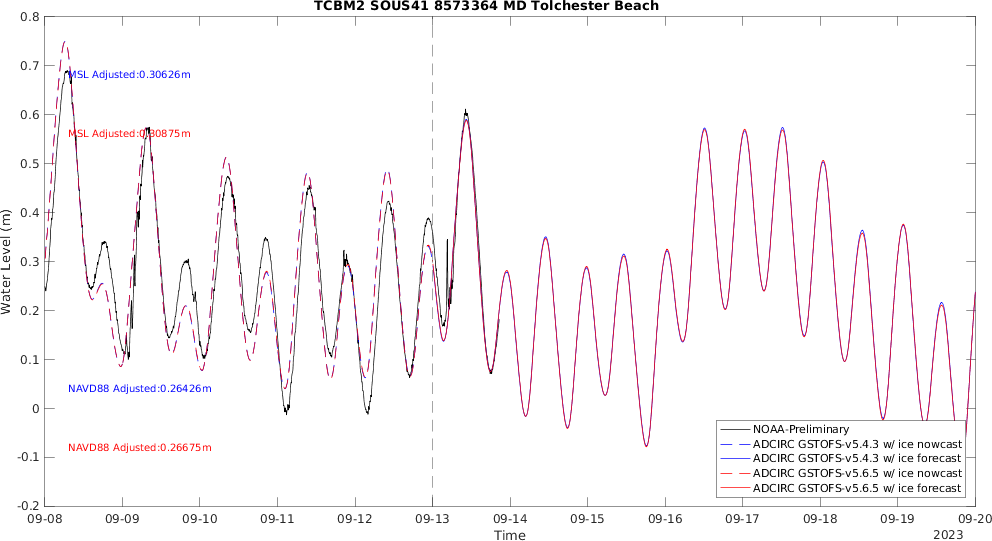 TCBM2 SOUS41 8573364 MD Tolchester Beach
Water Level (m)
0.8
0.7
0.6
0.5
0.4
0.3
0.2
0.1
0
-0.1
-0.2
MSL Adjusted:0.30626m
MSL Adjusted:0.30875m
NAVD88 Adjusted:0.26426m
NAVD88 Adjusted:0.26675m
NOAA-Preliminary
ADCIRC GSTOFS-v5.4.3 w/ ice nowcast
ADCIRC GSTOFS-v5.4.3 w/ ice forecast
ADCIRC GSTOFS-v5.6.5 w/ ice nowcast
ADCIRC GSTOFS-v5.6.5 w/ ice forecast
09-08 09-09 09-10 09-11 09-12 09-13 09-14 09-15 09-16 09-17 09-18 09-19 09-20
Time
2023